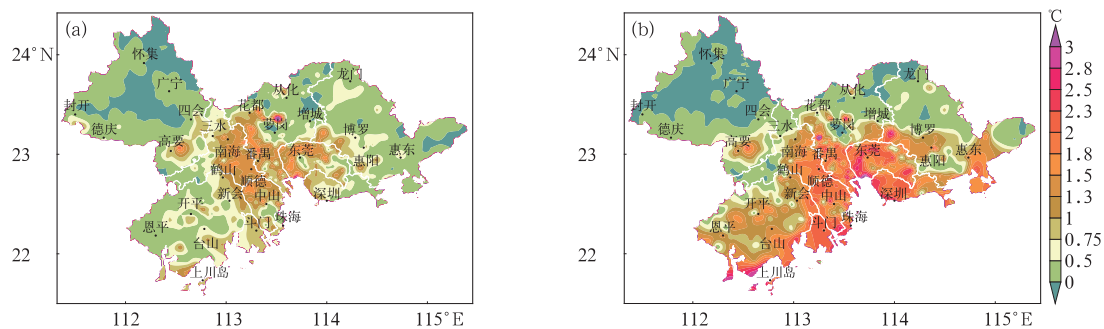 (a)
24°N
23
22
112
113
114
115°E
怀集
广宁
封开
德庆
四会
三水
高要
花都
从化
龙门
增城
萝岗
博罗
南海
番禺
东莞
惠东
惠阳
鹤山
顺德
新会
中山
深圳
开平
珠海
斗门
恩平
台山
上川岛
(b)
24°N
23
22
112
113
114
115°E
怀集
广宁
封开
德庆
四会
三水
高要
花都
从化
龙门
增城
萝岗
博罗
南海
番禺
东莞
惠东
惠阳
鹤山
顺德
新会
中山
深圳
开平
珠海
斗门
恩平
台山
上川岛
℃
3
2.8
2.5
2.3
2
1.8
1.5
1.3
1
0.75
0.5
0